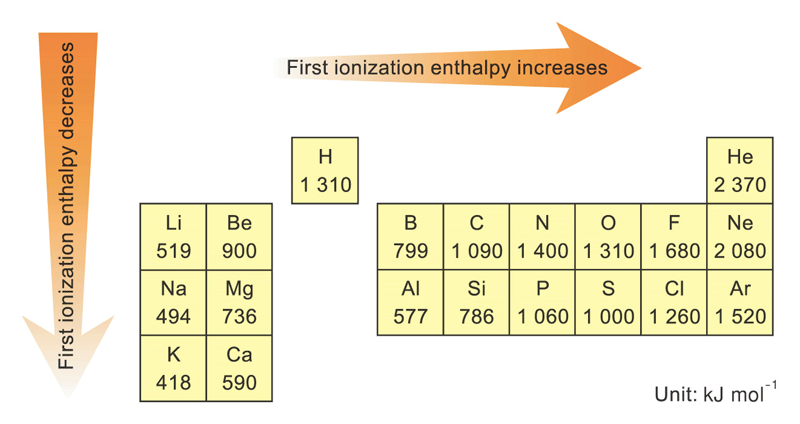 First ionization enthalpy decreases
First ionization enthalpy increases
H
1 310
He
2 370
Li Be B C N O F Ne
519 900 799 1 090 1 400 1 310 1 680 2 080
Na Mg Al Si P S Cl Ar
494 736 577 786 1 060 1 000 1 260 1 520
K Ca
418 590
Unit: kJ mol⁻¹